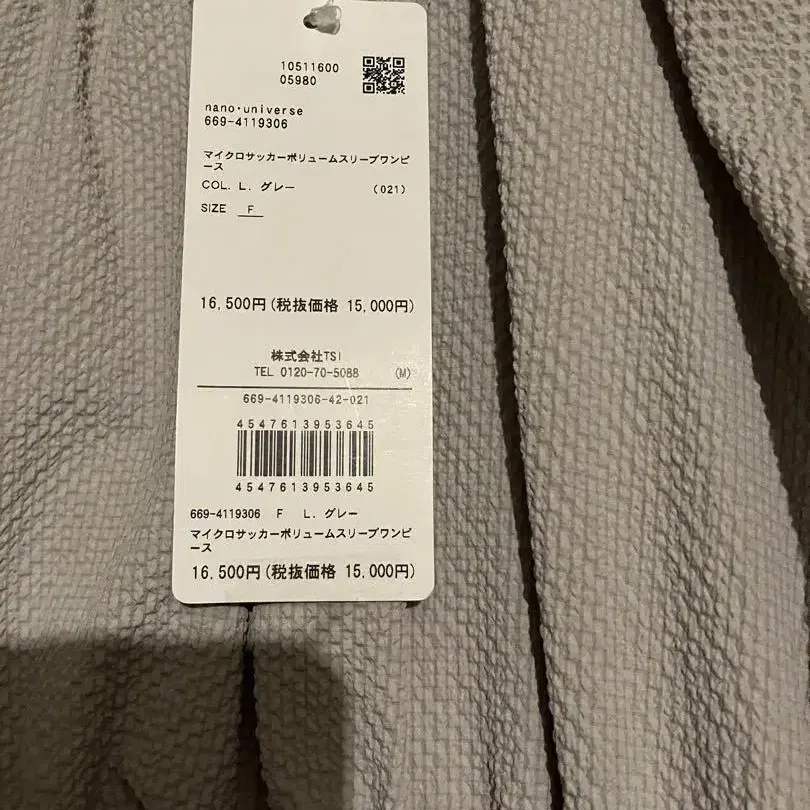 10511600
05980
nano・universe
669-4119306
マイクロサッカーボリュームスリーブワンピ
ース
COL. L. グレー (021)
SIZE F
16,500円(税抜価格 15,000円)
株式会社TSI
TEL 0120-70-5088 (M)
669-4119306-42-021
4547613953645
4547613953645
669-4119306 F L. グレー
マイクロサッカーボリュームスリーブワンピ
ース
16,500円(税抜価格 15,000円)